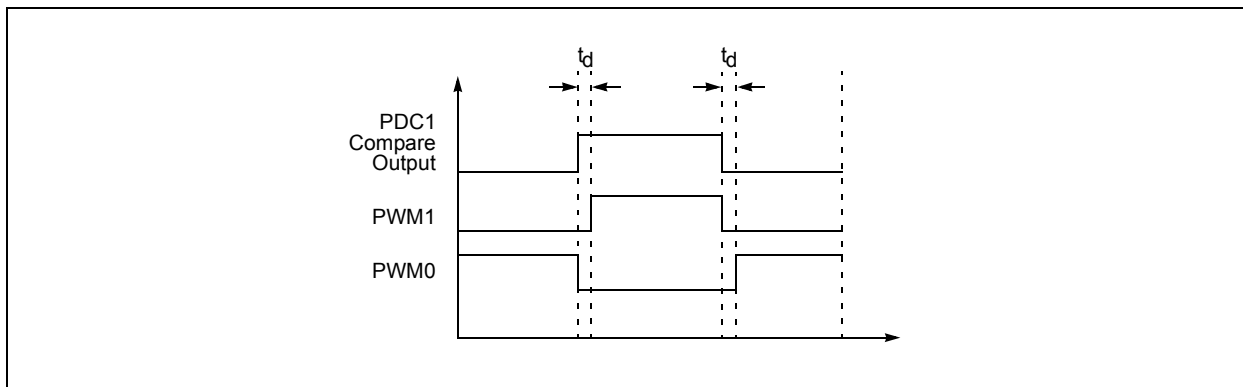 td
td
PDC1
Compare
Output
PWM1
PWM0